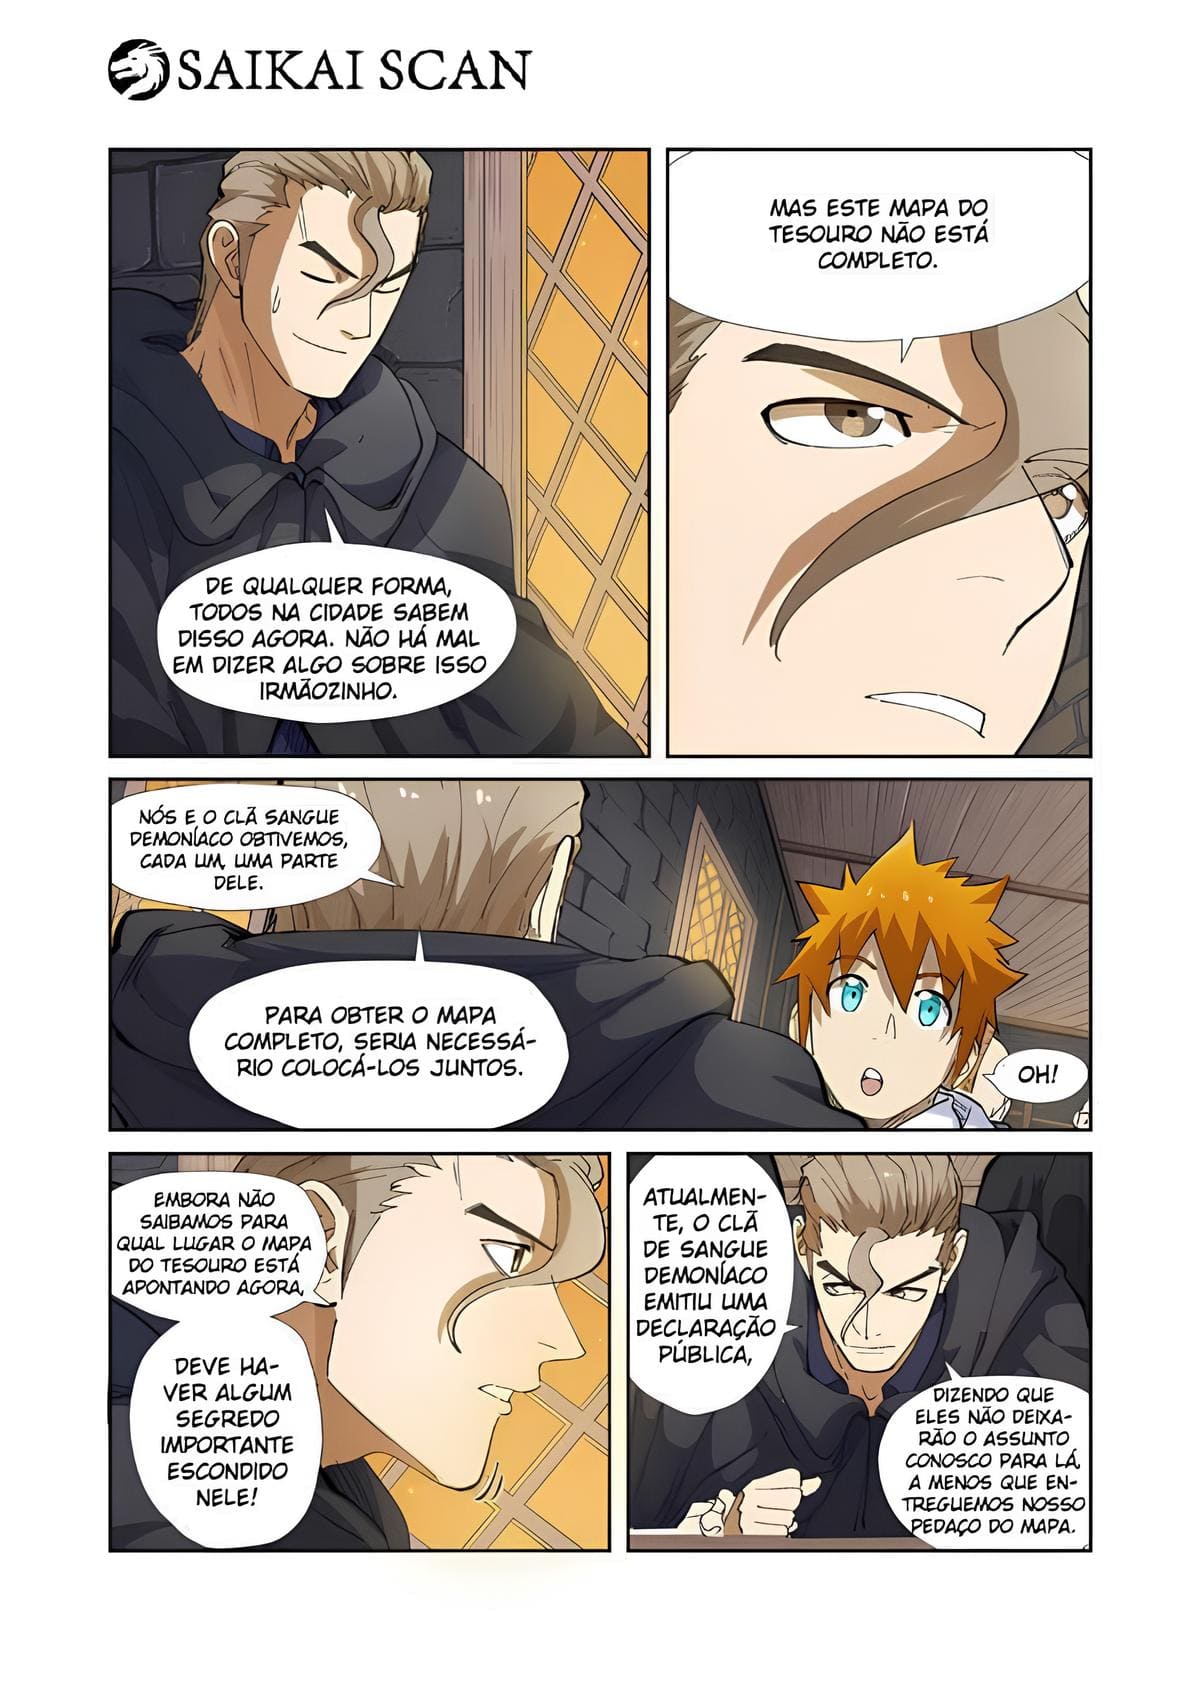 SAIKAI SCAN
DE QUALQUER FORMA,
TODOS NA CIDADE SABEM
DISSO AGORA. NÃO HÁ MAL
EM DIZER ALGO SOBRE ISSO
IRMÃOZINHO.
MAS ESTE MAPA DO
TESOURO NÃO ESTÁ
COMPLETO.
NÓS E O CLÃ SANGUE
DEMONÍACO OBTIVEMOS,
CADA UM, UMA PARTE
DELE.
PARA OBTER O MAPA
COMPLETO, SERIA NECESSÁ-
RIO COLOCÁ-LOS JUNTOS.
OH!
EMBORA NÃO
SAIBAMOS PARA
QUAL LUGAR O MAPA
DO TESOURO ESTÁ
APONTANDO AGORA,
DEVE HA-
VER ALGUM
SEGREDO
IMPORTANTE
ESCONDIDO
NELE!
ATUALMEN-
TE, O CLÃ
DE SANGUE
DEMONÍACO
EMITIU UMA
DECLARAÇÃO
PÚBLICA,
DIZENDO QUE
ELES NÃO DEIXA-
RÃO O ASSUNTO
CONOSCO PARA LÁ,
A MENOS QUE EN-
TREGUEMOS NOSSO
PEDAÇO DO MAPA.